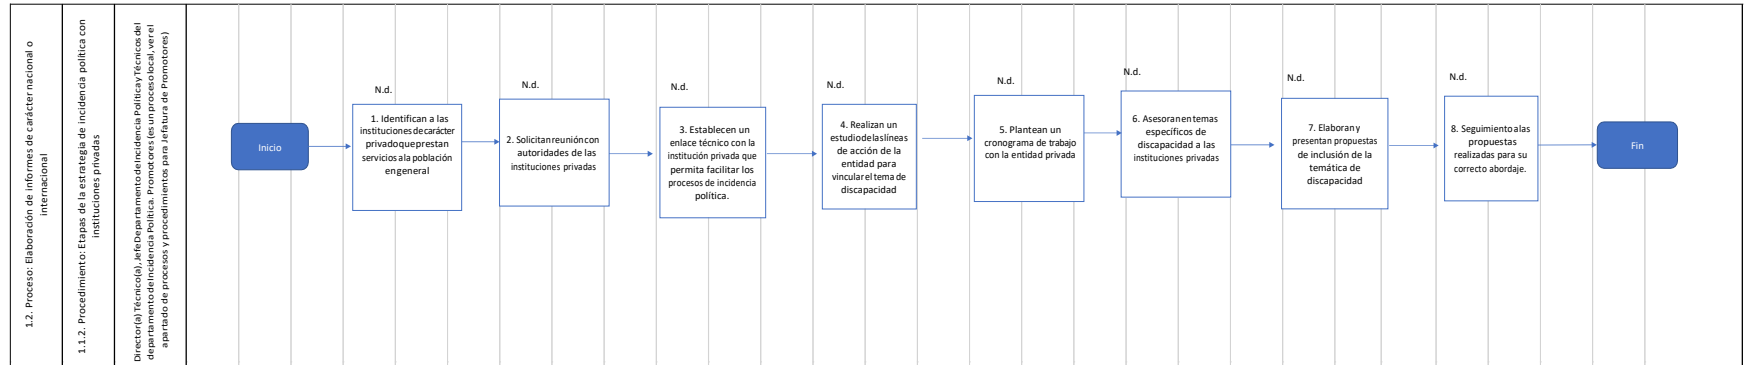 1.2. Proceso: Elaboración de informes de carácter nacional o
internacional
1.1.2. Procedimiento: Etapas de la estrategia de incidencia política con
instituciones privadas
Director(a) Técnico(a), Jefe Departamento de Incidencia Política y Técnicos del
departamento de Incidencia Política. Promotores (es un proceso local, ver el
apartado de procesos y procedimientos para Jefatura de Promotores)
Inicio
N.d.
1. Identifican a las
instituciones de carácter
privado que prestan
servicios a la población
en general
N.d.
2. Solicitan reunión con
autoridades de las
instituciones privadas
N.d.
3. Establecen un
enlace técnico con la
institución privada que
permita facilitar los
procesos de incidencia
política.
N.d.
4. Realizan un
estudio de las líneas
de acción de la
entidad para
vincular el tema de
discapacidad
N.d.
5. Plantean un
cronograma de trabajo
con la entidad privada
N.d.
6. Asesoran en temas
específicos de
discapacidad a las
instituciones privadas
N.d.
7. Elaboran y
presentan propuestas
de inclusión de la
temática de
discapacidad
N.d.
8. Seguimiento a las
propuestas
realizadas para su
correcto abordaje.
Fin